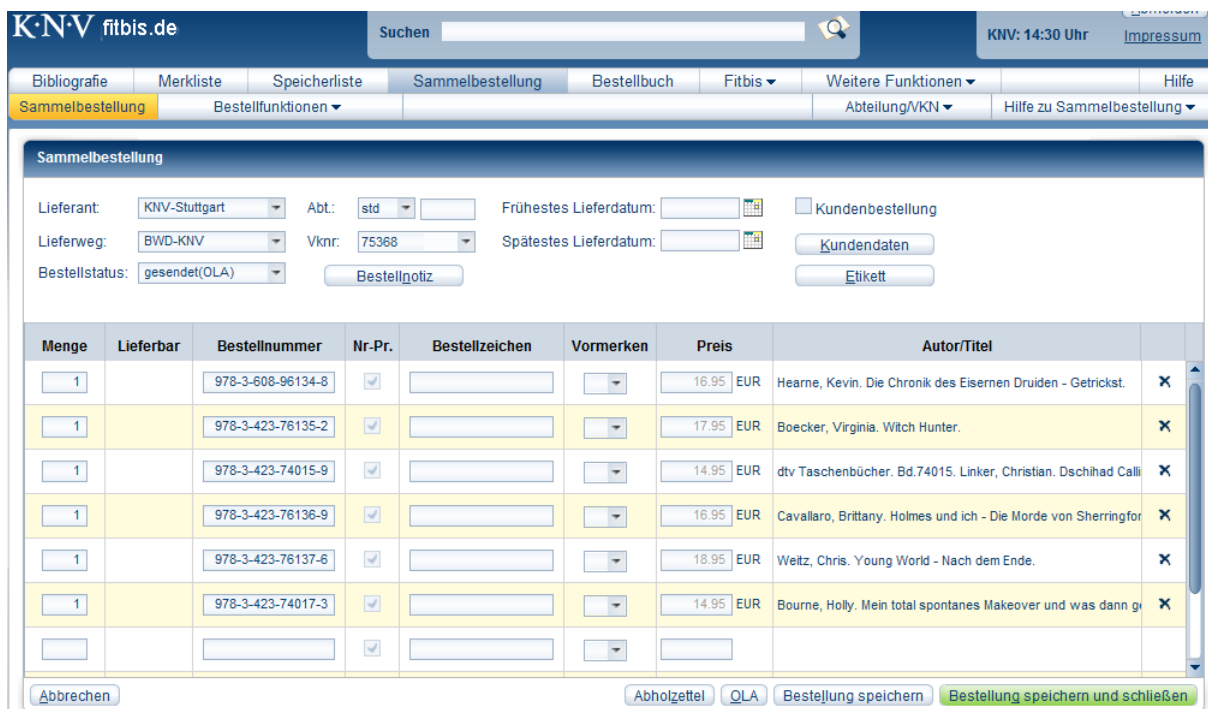 K·N·V fitbis.de
Suchen
KNV: 14:30 Uhr
Impressum
Bibliografie Merkliste Speicherliste Sammelbestellung Bestellbuch Fitbis Weitere Funktionen Hilfe
Sammelbestellung Bestellfunktionen Abteilung/VKN Hilfe zu Sammelbestellung
Sammelbestellung
Lieferant: KNV-Stuttgart Abt.: std Frühestes Lieferdatum: Kundenbestellung
Lieferweg: BWD-KNV Vknr: 75368 Spätestes Lieferdatum: Kundendaten
Bestellstatus: gesendet(OLA) Bestellnotiz Etikett
Menge Lieferbar Bestellnummer Nr-Pr. Bestellzeichen Vormerken Preis Autor/Titel
1 978-3-608-96134-8 16.95 EUR Hearne, Kevin. Die Chronik des Eisernen Druiden - Getrickst.
1 978-3-423-76135-2 17.95 EUR Boecker, Virginia. Witch Hunter.
1 978-3-423-74015-9 14.95 EUR dtv Taschenbücher. Bd.74015. Linker, Christian. Dschihad Calli
1 978-3-423-76136-9 16.95 EUR Cavallaro, Brittany. Holmes und ich - Die Morde von Sherringfor
1 978-3-423-76137-6 18.95 EUR Weitz, Chris. Young World - Nach dem Ende.
1 978-3-423-74017-3 14.95 EUR Bourne, Holly. Mein total spontanes Makeover und was dann ge
Abbrechen Abholzettel OLA Bestellung speichern Bestellung speichern und schließen